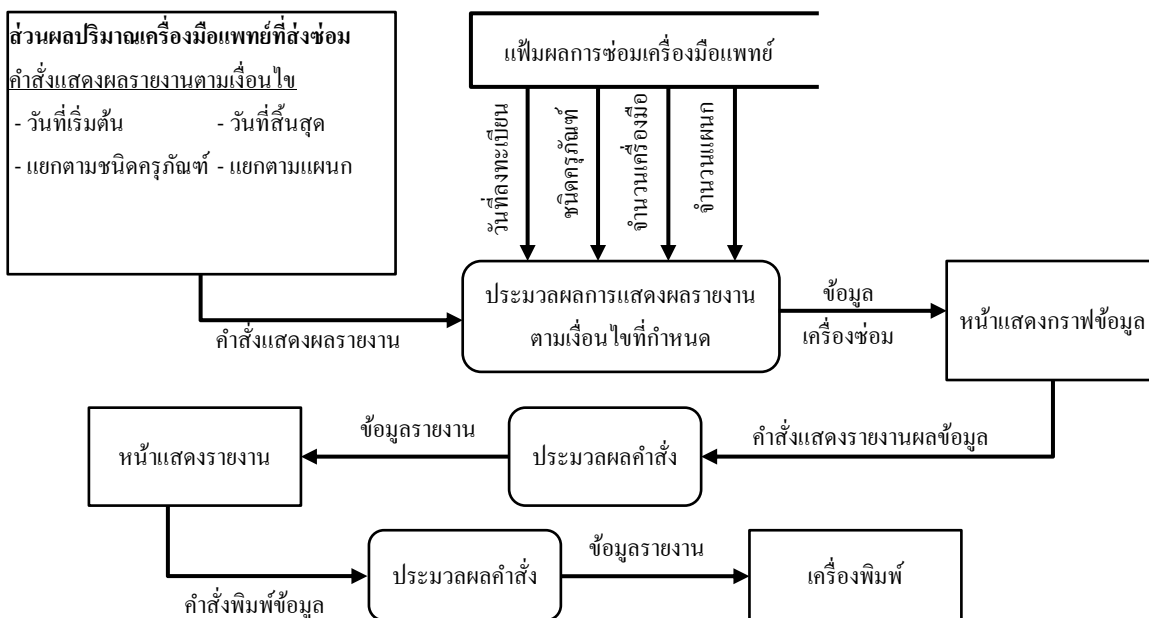 ส่วนผลปริมาณเครื่องมือแพทย์ที่ส่งซ่อม
คำสั่งแสดงผลรายงานตามเงื่อนไข
- วันที่เริ่มต้น - วันที่สิ้นสุด
- แยกตามชนิดครุภัณฑ์ - แยกตามแผนก
แฟ้มผลการซ่อมเครื่องมือแพทย์
วันที่ลงทะเบียน
ชนิดครุภัณฑ์
จำนวนเครื่องมือ
จำนวนแผนก
คำสั่งแสดงผลรายงาน
ประมวลผลการแสดงผลรายงาน
ตามเงื่อนไขที่กำหนด
ข้อมูล
เครื่องซ่อม
หน้าแสดงกราฟข้อมูล
คำสั่งแสดงรายงานผลข้อมูล
ประมวลผลคำสั่ง
ข้อมูลรายงาน
หน้าแสดงรายงาน
คำสั่งพิมพ์ข้อมูล
ประมวลผลคำสั่ง
ข้อมูลรายงาน
เครื่องพิมพ์